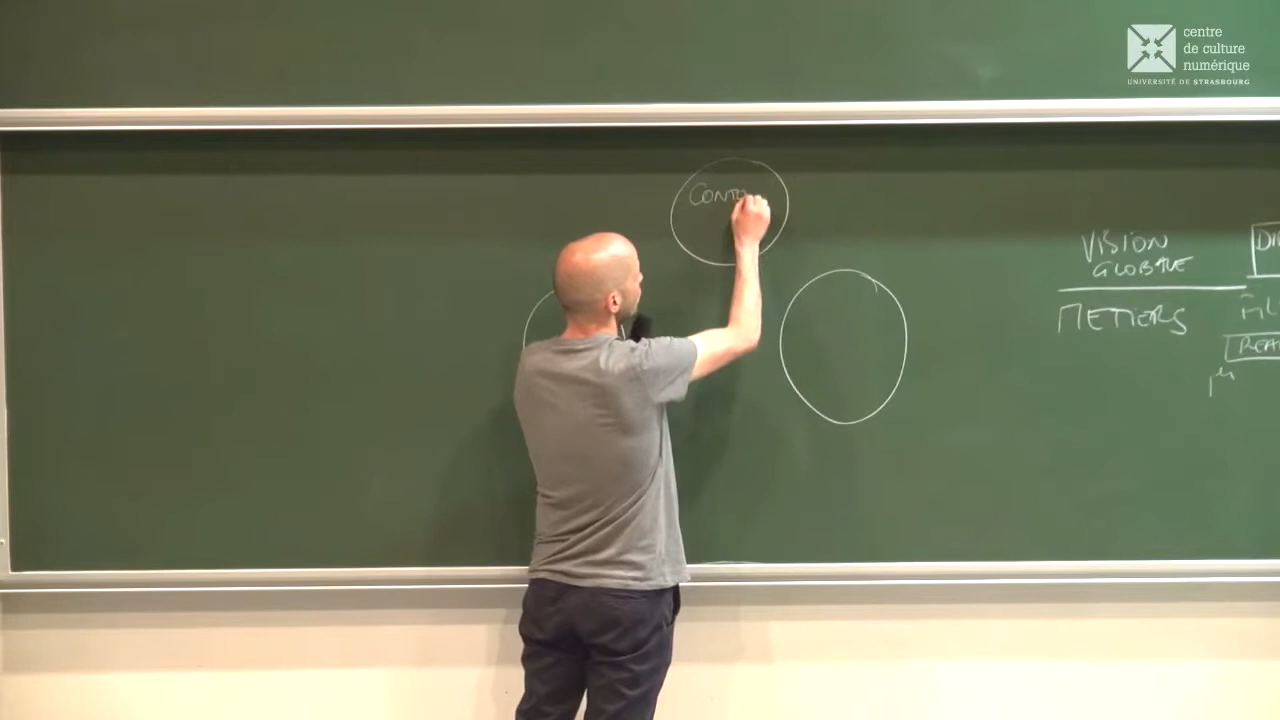 centre
de culture
numérique
UNIVERSITÉ DE STRASBOURG
CONT
VISION
GLOBALE
METIERS